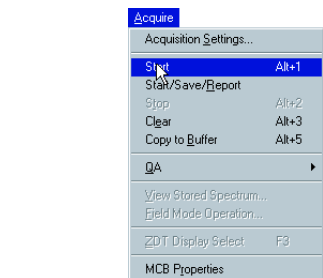 Acquire
Acquisition Settings...
Start Alt+1
Start/Save/Report
Stop Alt+2
Clear Alt+3
Copy to Buffer Alt+5
QA
View Stored Spectrum...
Field Mode Operation...
ZDT Display Select F3
MCB Properties